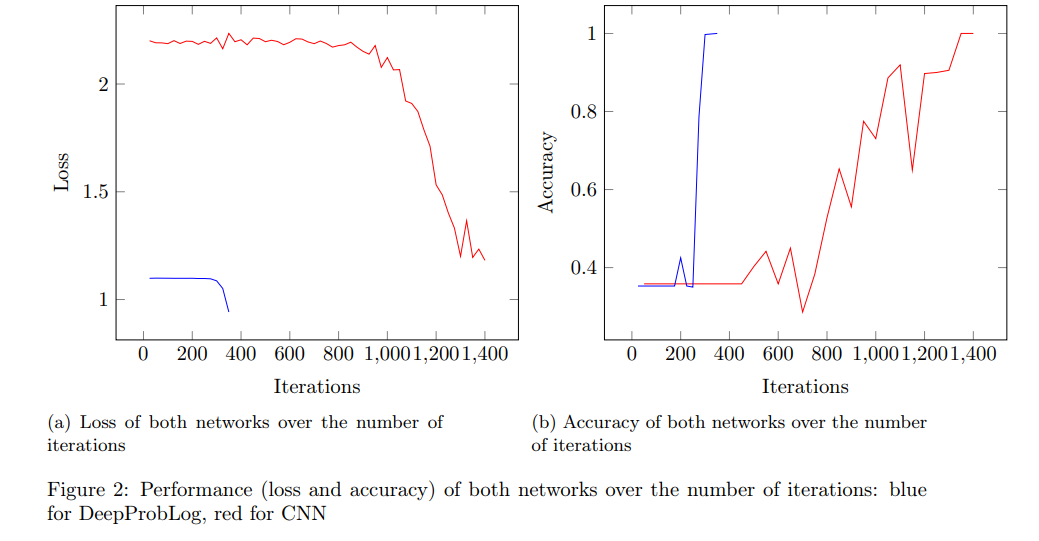 2
1.5
1
Loss
0 200 400 600 800 1,000 1,200 1,400
Iterations
1
0.8
0.6
0.4
Accuracy
0 200 400 600 800 1,000 1,200 1,400
Iterations
(a) Loss of both networks over the number of
iterations
(b) Accuracy of both networks over the number
of iterations
Figure 2: Performance (loss and accuracy) of both networks over the number of iterations: blue
for DeepProbLog, red for CNN